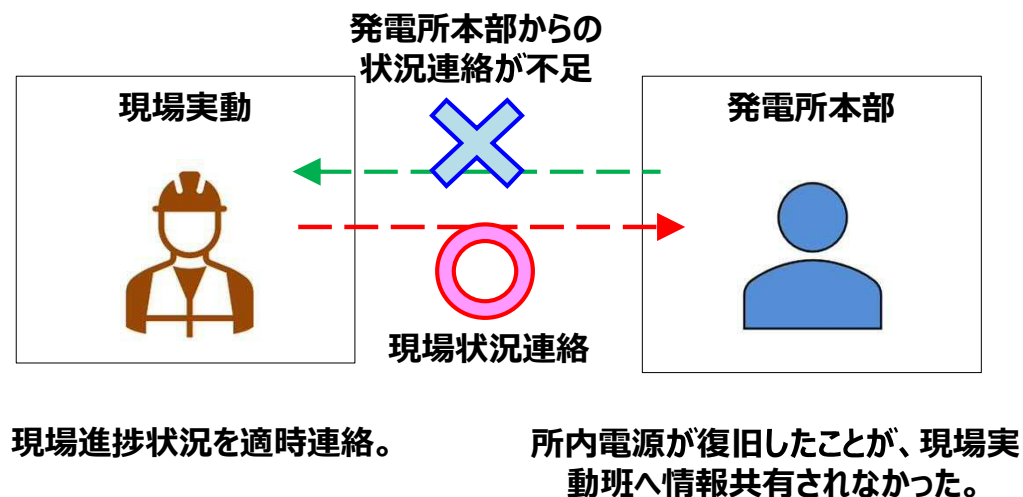 発電所本部からの
状況連絡が不足
現場実動
発電所本部
現場状況連絡
現場進捗状況を適時連絡。
所内電源が復旧したことが、現場実
動班へ情報共有されなかった。